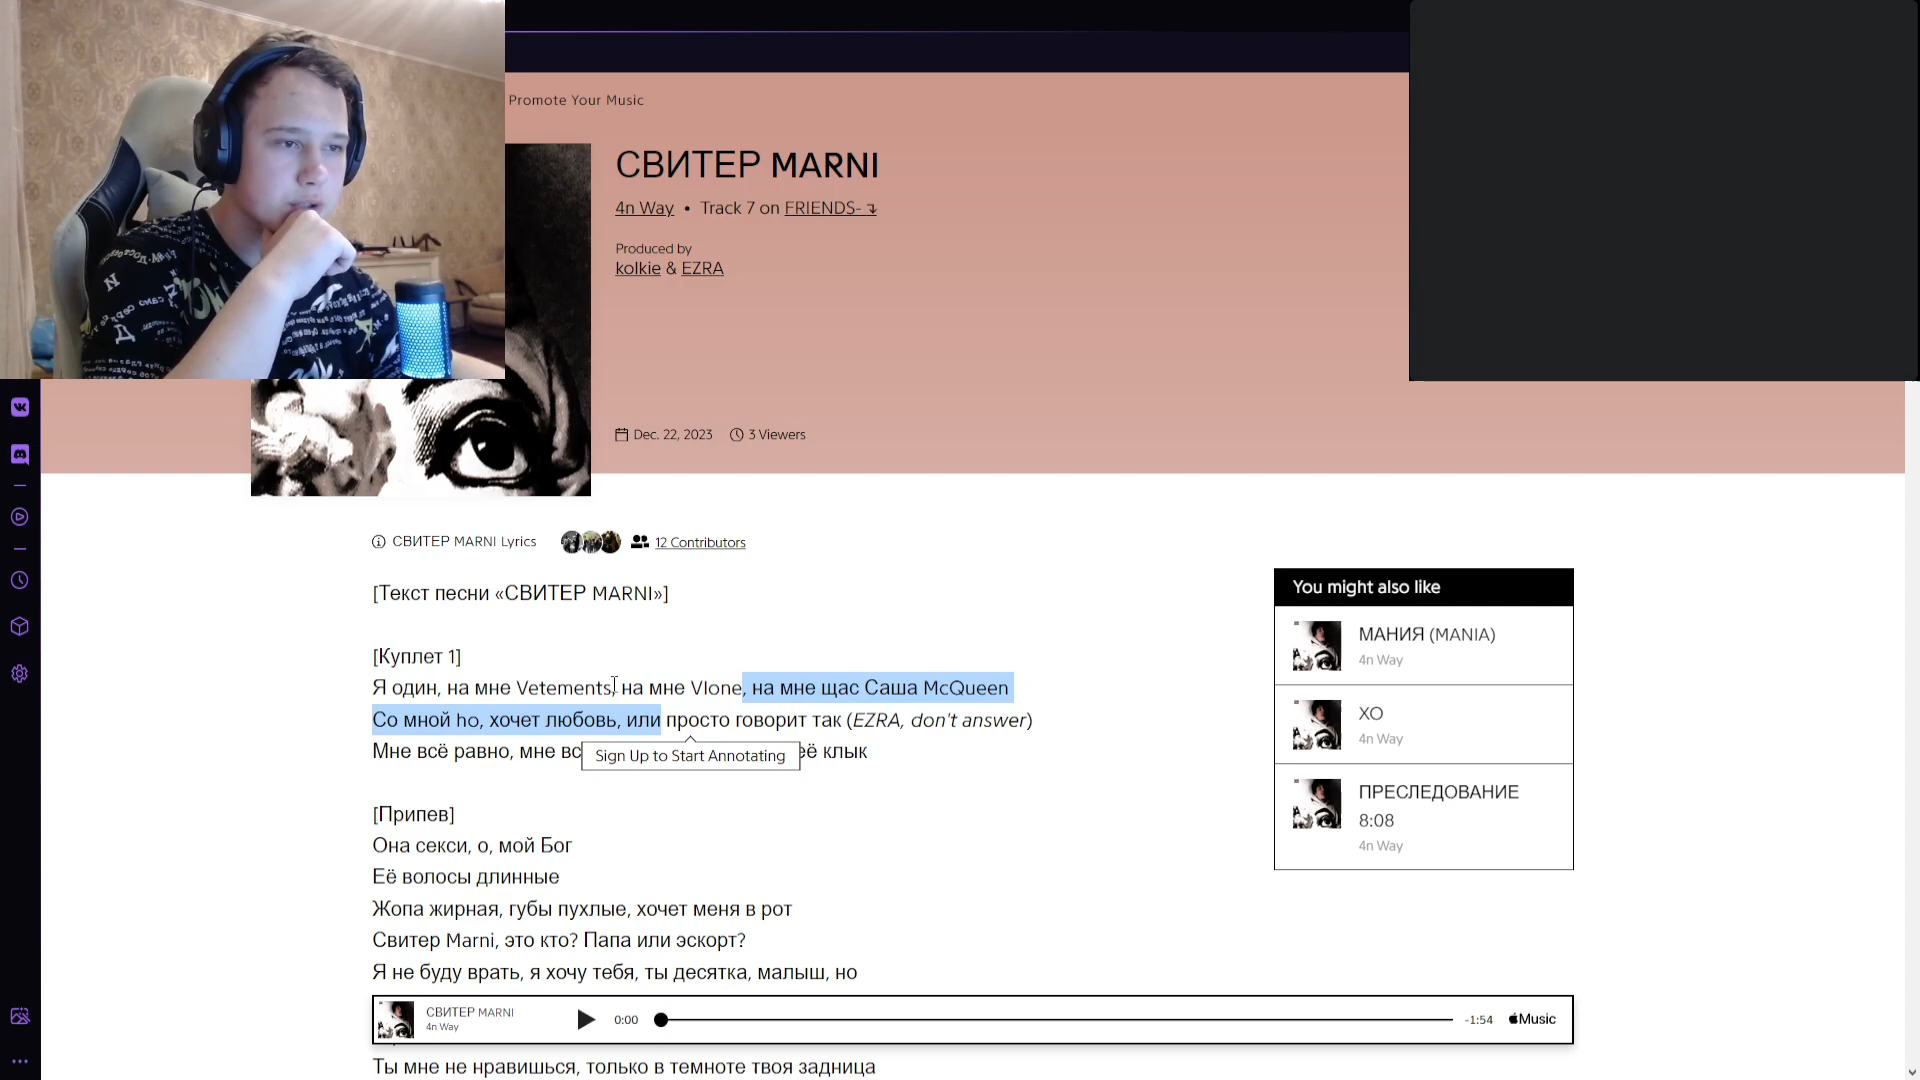 Promote Your Music
СВИТЕР MARNI
4n Way • Track 7 on FRIENDS-
Produced by
kolkie & EZRA
Dec. 22, 2023 3 Viewers
СВИТЕР MARNI Lyrics 12 Contributors
[Текст песни «СВИТЕР MARNI»]
[Куплет 1]
Я один, на мне Vetements, на мне Vlone, на мне щас Саша McQueen
Со мной ho, хочет любовь, или просто говорит так (EZRA, don't answer)
Мне всё равно, мне вс её клык
Sign Up to Start Annotating
[Припев]
Она секси, о, мой Бог
Её волосы длинные
Жопа жирная, губы пухлые, хочет меня в рот
Свитер Marni, это кто? Папа или эскорт?
Я не буду врать, я хочу тебя, ты десятка, малыш, но
You might also like
МАНИЯ (MANIA)
4n Way
ХО
4n Way
ПРЕСЛЕДОВАНИЕ
8:08
4n Way
СВИТЕР MARNI
4n Way
0:00
-1:54
Music
Ты мне не нравишься, только в темноте твоя задница